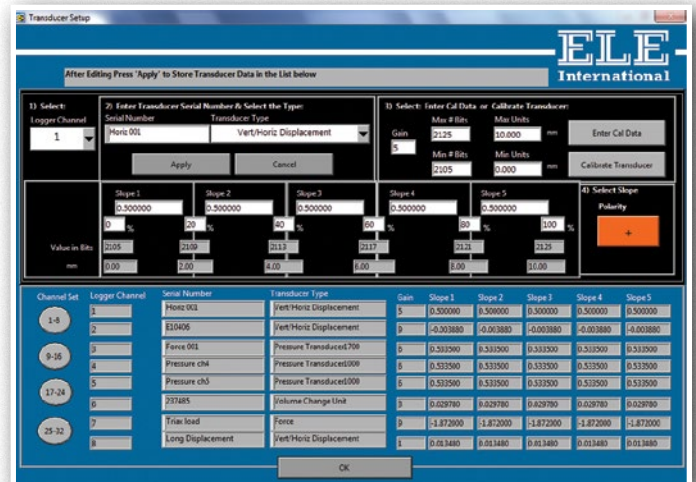 Transducer Setup
ELE
International
After Editing Press 'Apply' to Store Transducer Data in the List below
1) Select:
Logger Channel
1
2) Enter Transducer Serial Number & Select the Type:
Serial Number Transducer Type
Horiz 001 Vert/Horiz Displacement
Apply Cancel
3) Select: Enter Cal Data or Calibrate Transducer:
Max # Bits Max Units
Gain 2125 10.000 mm Enter Cal Data
5
Min # Bits Min Units
2105 0.000 mm Calibrate Transducer
4) Select Slope
Polarity
+
Slope 1 Slope 2 Slope 3 Slope 4 Slope 5
0.500000 0.500000 0.500000 0.500000 0.500000
0 % 20 % 40 % 60 % 80 % 100 %
Value in Bits 2105 2109 2113 2117 2121 2125
mm 0.00 2.00 4.00 6.00 8.00 10.00
Channel Set Logger Channel Serial Number Transducer Type Gain Slope 1 Slope 2 Slope 3 Slope 4 Slope 5
1-8
9-16
17-24
25-32
1 Horiz 001 Vert/Horiz Displacement 5 0.500000 0.500000 0.500000 0.500000 0.500000
2 E10406 Vert/Horiz Displacement 9 -0.003880 -0.003880 -0.003880 -0.003880 -0.003880
3 Force 001 Pressure Transducer1700 6 0.533500 0.533500 0.533500 0.533500 0.533500
4 Pressure ch4 Pressure Transducer1000 6 0.533500 0.533500 0.533500 0.533500 0.533500
5 Pressure ch5 Pressure Transducer1000 6 0.533500 0.533500 0.533500 0.533500 0.533500
6 237485 Volume Change Unit 3 0.029780 0.029780 0.029780 0.029780 0.029780
7 Triax load Force 9 -1.872000 -1.872000 -1.872000 -1.872000 -1.872000
8 Long Displacement Vert/Horiz Displacement 1 0.013480 0.013480 0.013480 0.013480 0.013480
OK